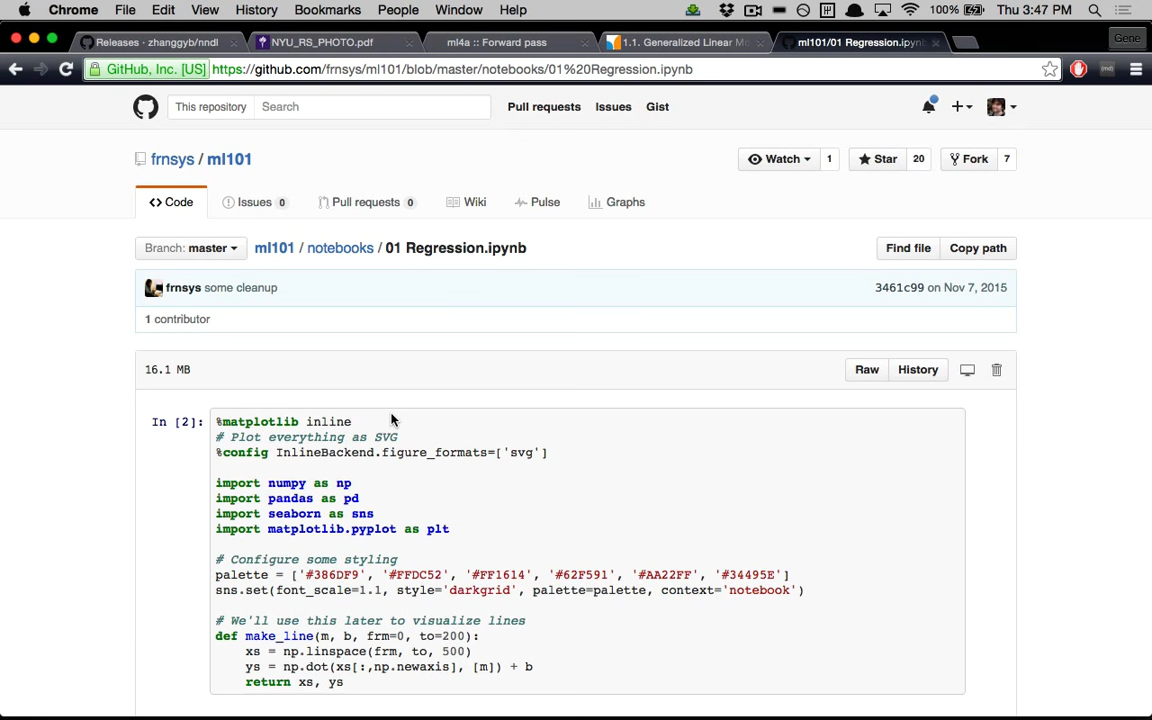 Chrome File Edit View History Bookmarks People Window Help 100% Thu 3:47 PM
Releases · zhanggyb/nndl NYU_RS_PHOTO.pdf ml4a :: Forward pass 1.1. Generalized Linear Mo ml101/01 Regression.ipynb Gene
GitHub, Inc. [US] https://github.com/frnsys/ml101/blob/master/notebooks/01%20Regression.ipynb
This repository Search Pull requests Issues Gist
frnsys / ml101 Watch 1 Star 20 Fork 7
Code Issues 0 Pull requests 0 Wiki Pulse Graphs
Branch: master ml101 / notebooks / 01 Regression.ipynb Find file Copy path
frnsys some cleanup 3461c99 on Nov 7, 2015
1 contributor
16.1 MB Raw History
In [2]: %matplotlib inline
# Plot everything as SVG
%config InlineBackend.figure_formats=['svg']
import numpy as np
import pandas as pd
import seaborn as sns
import matplotlib.pyplot as plt
# Configure some styling
palette = ['#386DF9', '#FFDC52', '#FF1614', '#62F591', '#AA22FF', '#34495E']
sns.set(font_scale=1.1, style='darkgrid', palette=palette, context='notebook')
# We'll use this later to visualize lines
def make_line(m, b, frm=0, to=200):
xs = np.linspace(frm, to, 500)
ys = np.dot(xs[:,np.newaxis], [m]) + b
return xs, ys